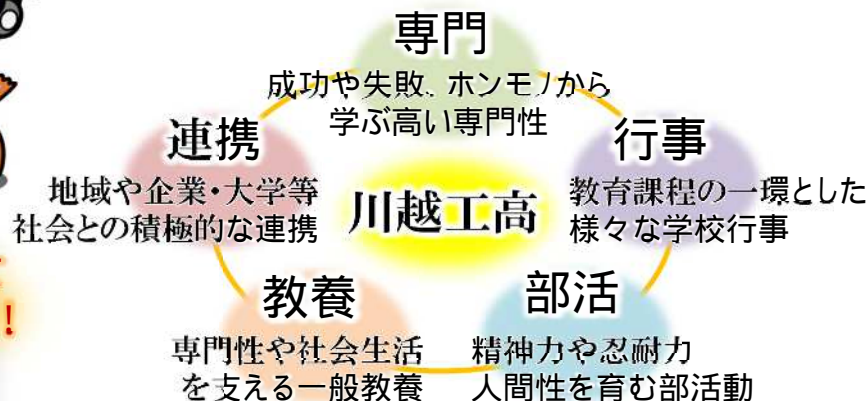 専門
成功や失敗、ホンモノから
学ぶ高い専門性
連携
地域や企業・大学等
社会との積極的な連携
川越工高
行事
教育課程の一環とした
様々な学校行事
教養
専門性や社会生活
を支える一般教養
部活
精神力や忍耐力
人間性を育む部活動
！